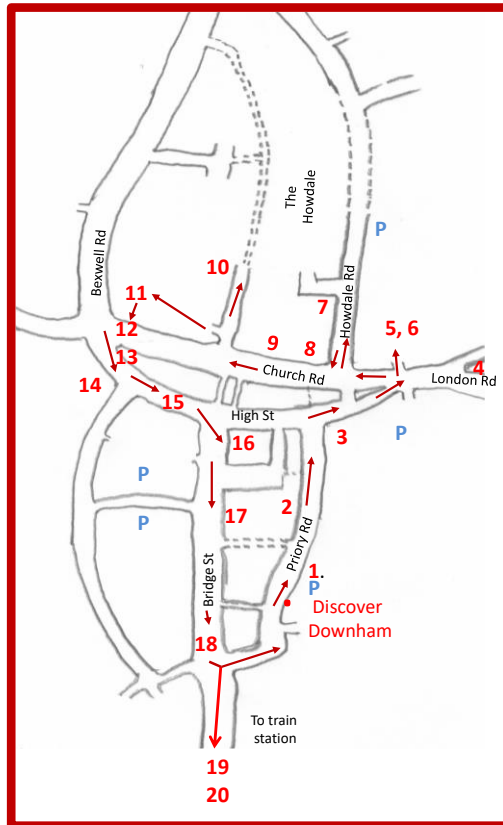 The
Howdale
P
Bexwell Rd
Howdale Rd
10
11
7
12
5, 6
9
8
13
Church Rd
4
14
London Rd
15
High St
3
P
16
P
2
17
P
Priory Rd
1.
P
Bridge St
Discover
Downham
18
To train
station
19
20